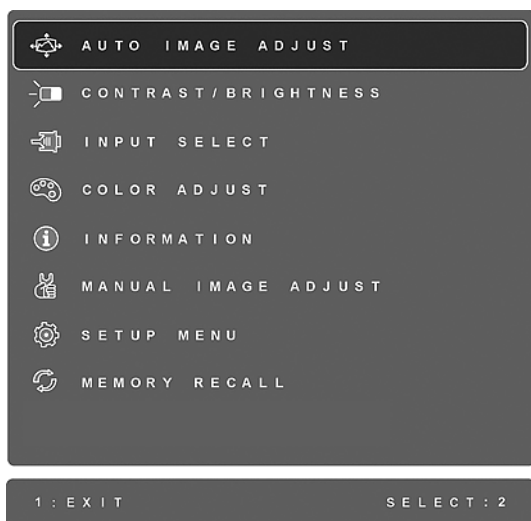 AUTO IMAGE ADJUST
CONTRAST/BRIGHTNESS
INPUT SELECT
COLOR ADJUST
INFORMATION
MANUAL IMAGE ADJUST
SETUP MENU
MEMORY RECALL
1:EXIT SELECT:2